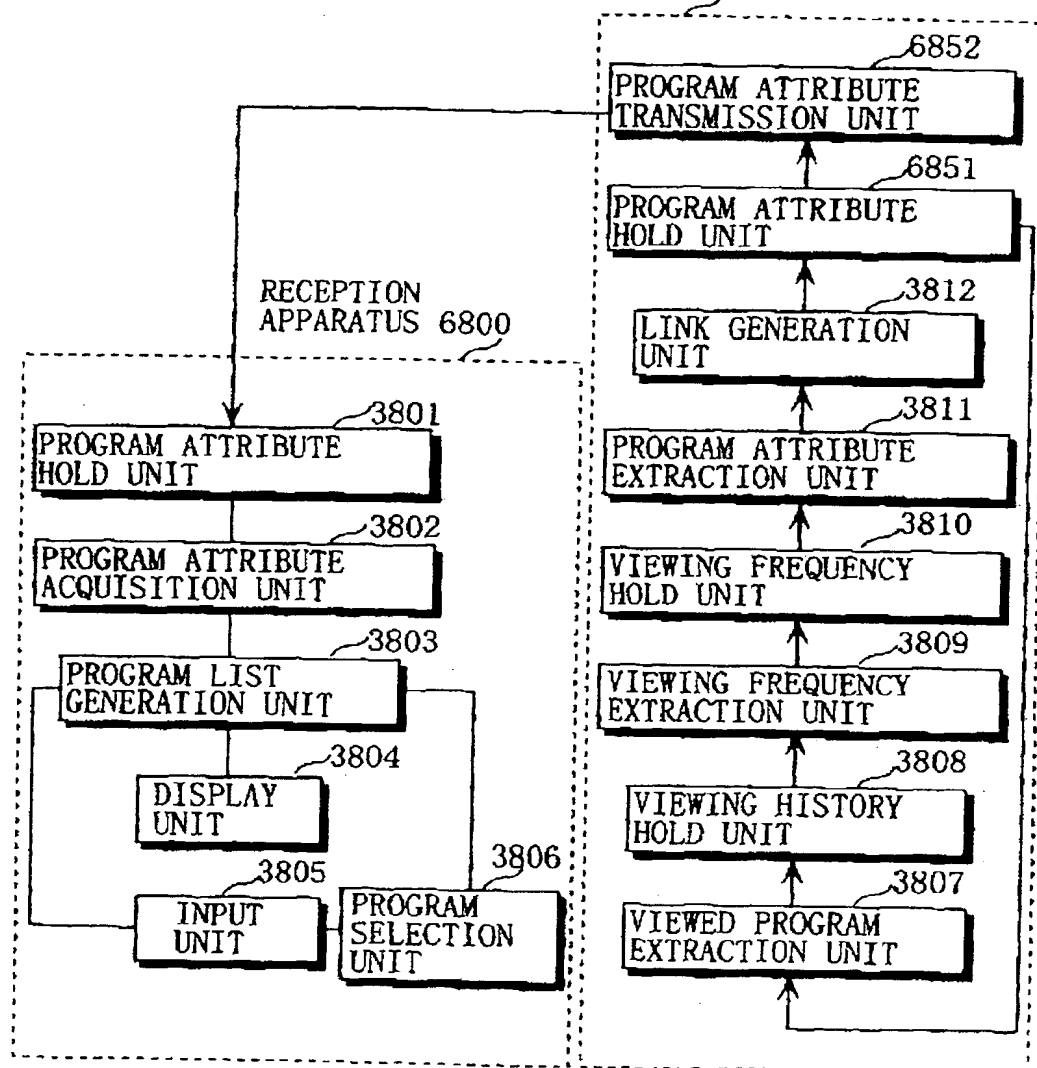 6852
PROGRAM ATTRIBUTE
TRANSMISSION UNIT
6851
PROGRAM ATTRIBUTE
HOLD UNIT
3812
LINK GENERATION
UNIT
3811
PROGRAM ATTRIBUTE
EXTRACTION UNIT
3810
VIEWING FREQUENCY
HOLD UNIT
3809
VIEWING FREQUENCY
EXTRACTION UNIT
3808
VIEWING HISTORY
HOLD UNIT
3807
VIEWED PROGRAM
EXTRACTION UNIT
RECEPTION
APPARATUS 6800
3801
PROGRAM ATTRIBUTE
HOLD UNIT
3802
PROGRAM ATTRIBUTE
ACQUISITION UNIT
3803
PROGRAM LIST
GENERATION UNIT
3804
DISPLAY
UNIT
3805
INPUT
UNIT
3806
PROGRAM
SELECTION
UNIT